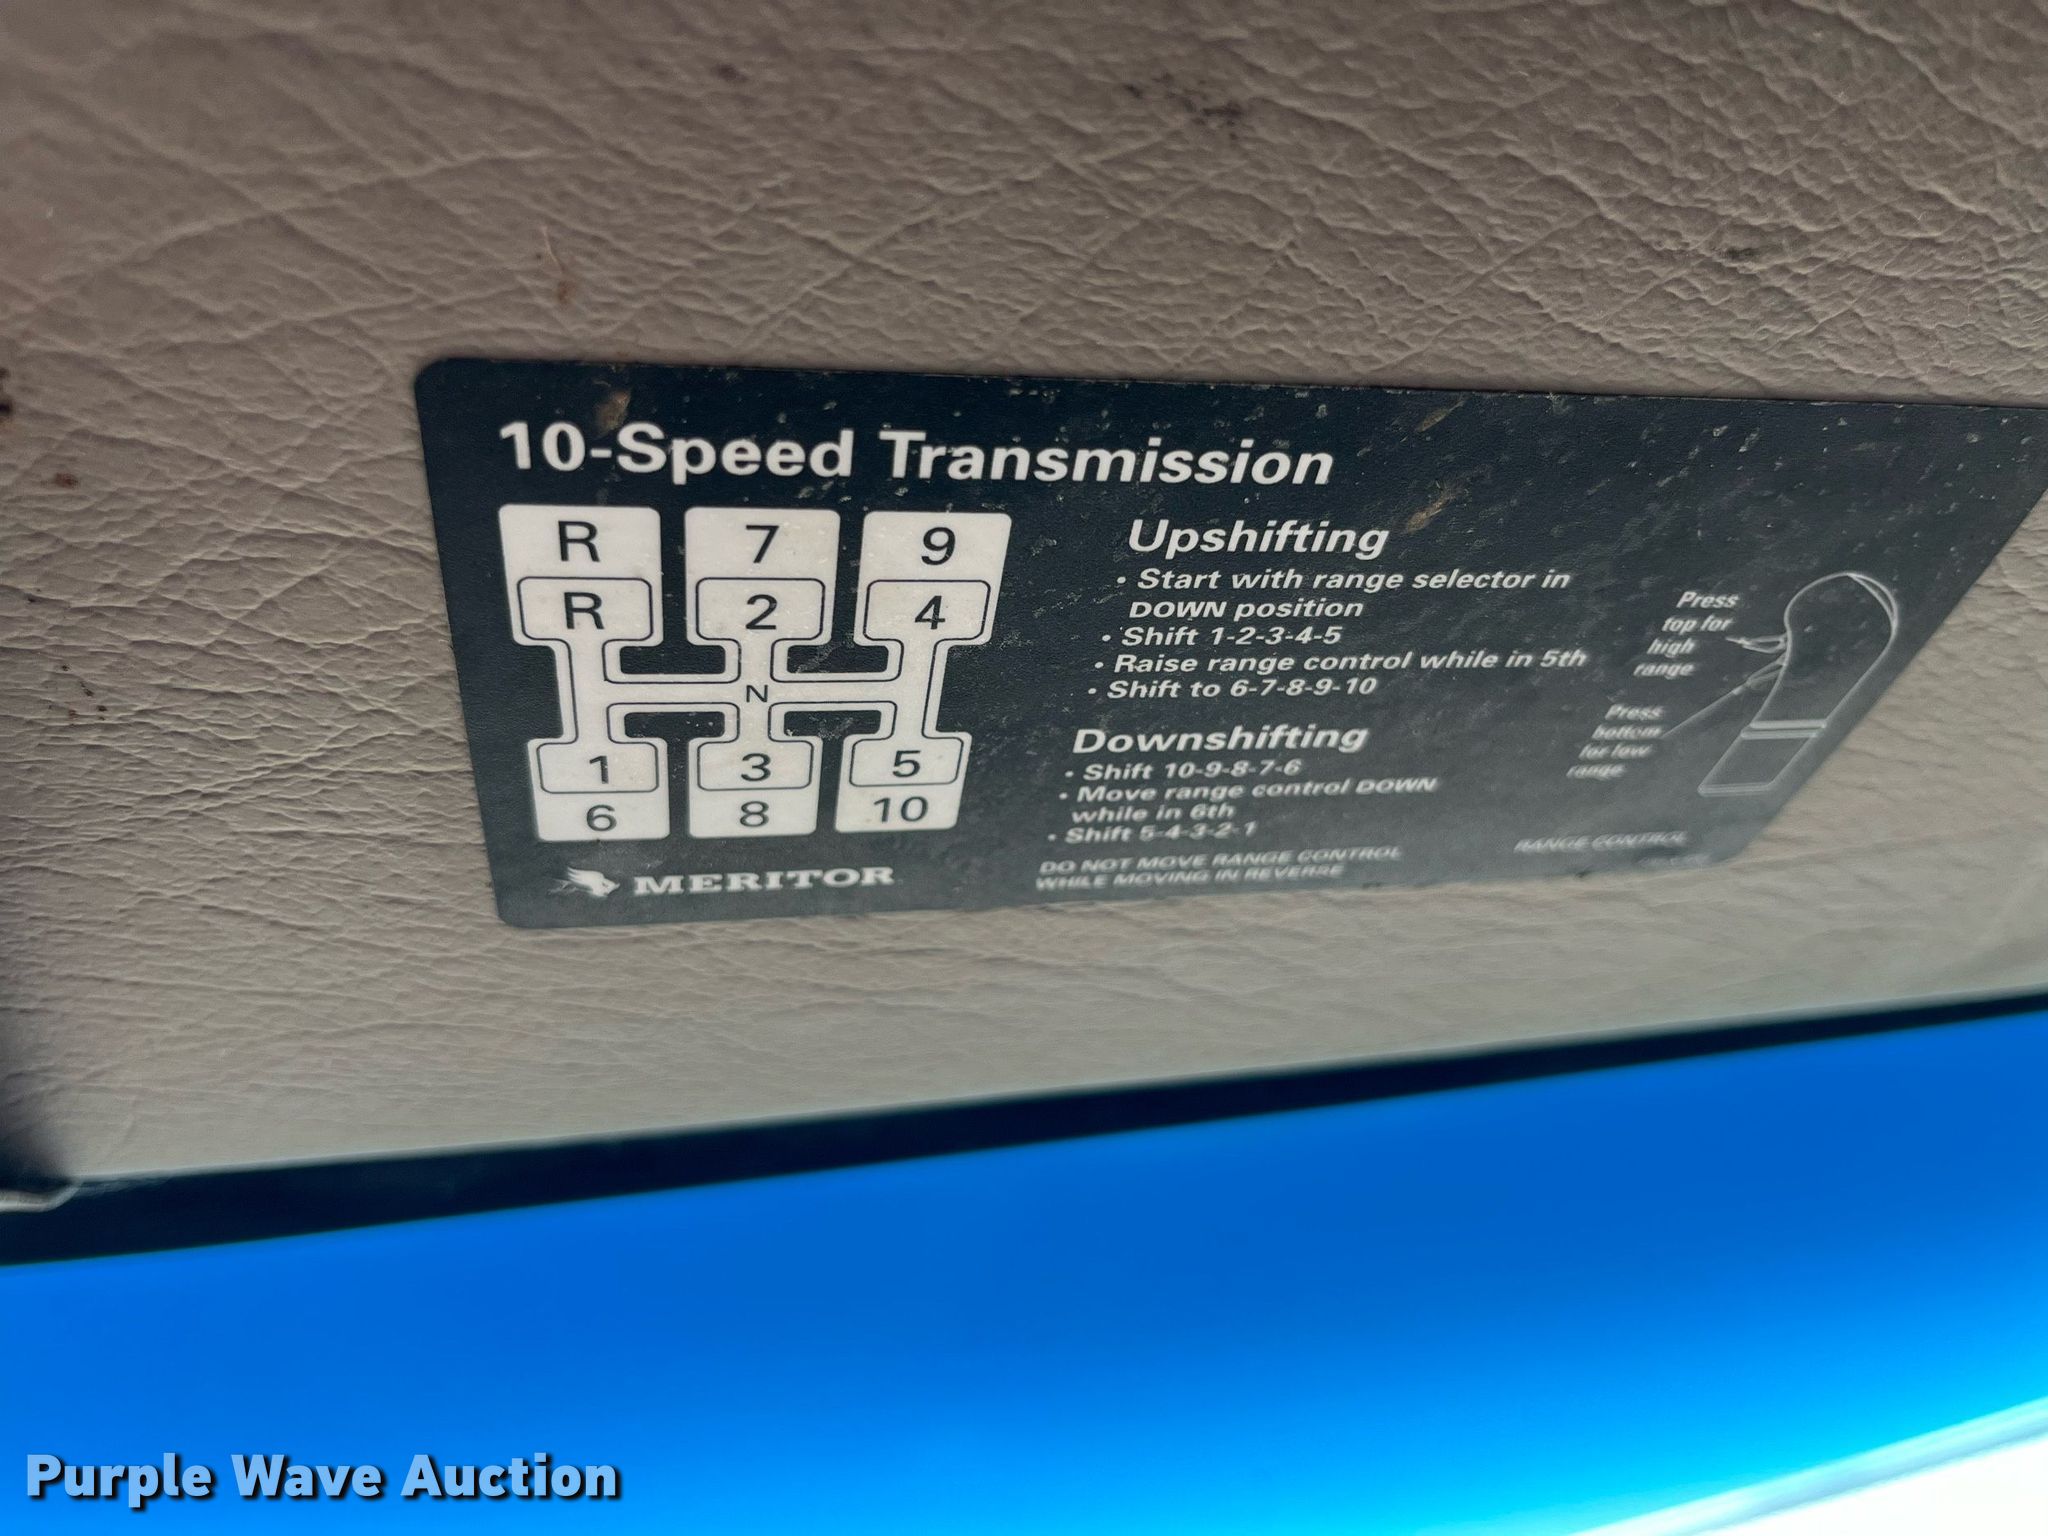 10-Speed Transmission
R 7 9
R 2 4
N
1 3 5
6 8 10
MERITOR
Upshifting
• Start with range selector in
DOWN position
• Shift 1-2-3-4-5
• Raise range control while in 5th
• Shift to 6-7-8-9-10
Downshifting
• Shift 10-9-8-7-6
• Move range control DOWN
while in 6th
• Shift 5-4-3-2-1
DO NOT MOVE RANGE CONTROL
WHILE MOVING IN REVERSE
Press
top for
high
range
Press
bottom
for low
range
RANGE CONTROL
Purple Wave Auction